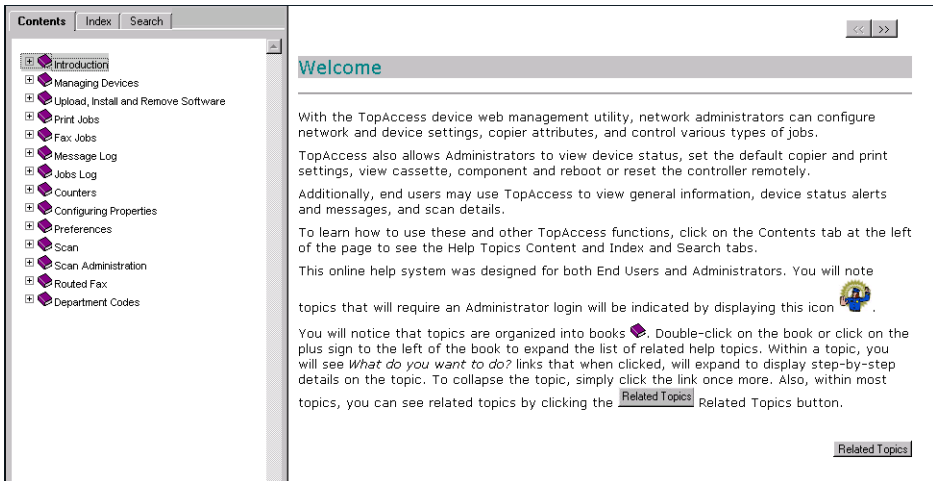 Contents Index Search
Introduction
Managing Devices
Upload, Install and Remove Software
Print Jobs
Fax Jobs
Message Log
Jobs Log
Counters
Configuring Properties
Preferences
Scan
Scan Administration
Routed Fax
Department Codes
<< >>
Welcome
With the TopAccess device web management utility, network administrators can configure
network and device settings, copier attributes, and control various types of jobs.
TopAccess also allows Administrators to view device status, set the default copier and print
settings, view cassette, component and reboot or reset the controller remotely.
Additionally, end users may use TopAccess to view general information, device status alerts
and messages, and scan details.
To learn how to use these and other TopAccess functions, click on the Contents tab at the left
of the page to see the Help Topics Content and Index and Search tabs.
This online help system was designed for both End Users and Administrators. You will note
topics that will require an Administrator login will be indicated by displaying this icon .
You will notice that topics are organized into books . Double-click on the book or click on the
plus sign to the left of the book to expand the list of related help topics. Within a topic, you
will see What do you want to do? links that when clicked, will expand to display step-by-step
details on the topic. To collapse the topic, simply click the link once more. Also, within most
topics, you can see related topics by clicking the Related Topics Related Topics button.
Related Topics